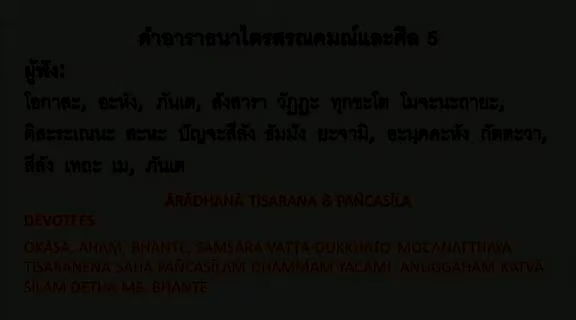 คำอาราธนาไตรสรณคมณ์และศีล 5
ผู้ฟัง:
โอกาสะ, อะหัง, ภันเต, สังสารา วัฏฏะ ทุกขะโต โมจะนะถายะ,
ติสะระเณนะ สะนะ ปัญจะสีลัง ธัมมัง ยะจามิ, อะนุคคะหัง กัตตะวา,
สีลัง เทถะ เม, ภันเต
ĀRĀDHANĀ TISARANA & PAÑCASĪLA
DEVOTEES
OKĀSA, AHAM, BHANTE, SAMSĀRA VATTA DUKKHATO MOCANATTHĀYA
TISARANENA SAHA PAÑCASĪLAM DHAMMAM YĀCĀMI, ANUGGAHAM KATVĀ
SĪLAM DETHA ME, BHANTE